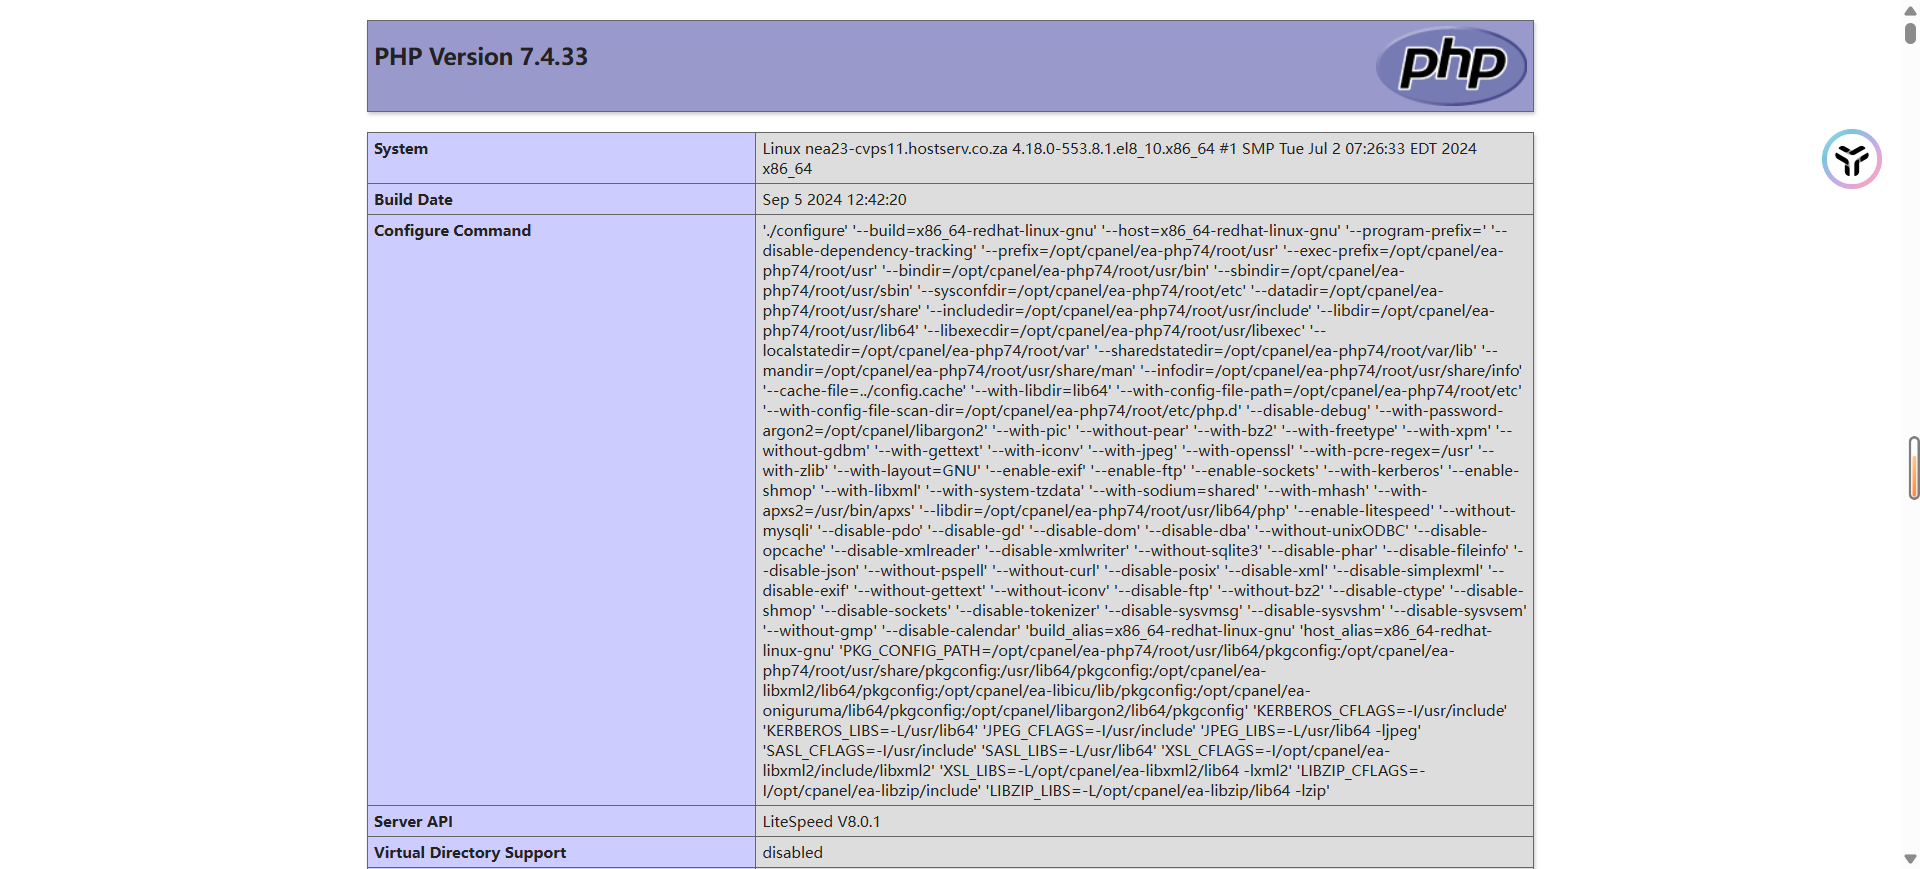 PHP Version 7.4.33
php
System
Linux nea23-cvps11.hostserv.co.za 4.18.0-553.8.1.el8_10.x86_64 #1 SMP Tue Jul 2 07:26:33 EDT 2024
x86_64
Build Date
Sep 5 2024 12:42:20
Configure Command
'./configure' '--build=x86_64-redhat-linux-gnu' '--host=x86_64-redhat-linux-gnu' '--program-prefix=' '--
disable-dependency-tracking' '--prefix=/opt/cpanel/ea-php74/root/usr' '--exec-prefix=/opt/cpanel/ea-
php74/root/usr' '--bindir=/opt/cpanel/ea-php74/root/usr/bin' '--sbindir=/opt/cpanel/ea-
php74/root/usr/sbin' '--sysconfdir=/opt/cpanel/ea-php74/root/etc' '--datadir=/opt/cpanel/ea-
php74/root/usr/share' '--includedir=/opt/cpanel/ea-php74/root/usr/include' '--libdir=/opt/cpanel/ea-
php74/root/usr/lib64' '--libexecdir=/opt/cpanel/ea-php74/root/usr/libexec' '--
localstatedir=/opt/cpanel/ea-php74/root/var' '--sharedstatedir=/opt/cpanel/ea-php74/root/var/lib' '--
mandir=/opt/cpanel/ea-php74/root/usr/share/man' '--infodir=/opt/cpanel/ea-php74/root/usr/share/info'
'--cache-file=../config.cache' '--with-libdir=lib64' '--with-config-file-path=/opt/cpanel/ea-php74/root/etc'
'--with-config-file-scan-dir=/opt/cpanel/ea-php74/root/etc/php.d' '--disable-debug' '--with-password-
argon2=/opt/cpanel/libargon2' '--with-pic' '--without-pear' '--with-bz2' '--with-freetype' '--with-xpm' '--
without-gdbm' '--with-gettext' '--with-iconv' '--with-jpeg' '--with-openssl' '--with-pcre-regex=/usr' '--
with-zlib' '--with-layout=GNU' '--enable-exif' '--enable-ftp' '--enable-sockets' '--with-kerberos' '--enable-
shmop' '--with-libxml' '--with-system-tzdata' '--with-sodium=shared' '--with-mhash' '--with-
apxs2=/usr/bin/apxs' '--libdir=/opt/cpanel/ea-php74/root/usr/lib64/php' '--enable-litespeed' '--without-
mysqli' '--disable-pdo' '--disable-gd' '--disable-dom' '--disable-dba' '--without-unixODBC' '--disable-
opcache' '--disable-xmlreader' '--disable-xmlwriter' '--without-sqlite3' '--disable-phar' '--disable-fileinfo' '-
-disable-json' '--without-pspell' '--without-curl' '--disable-posix' '--disable-xml' '--disable-simplexml' '--
disable-exif' '--without-gettext' '--without-iconv' '--disable-ftp' '--without-bz2' '--disable-ctype' '--disable-
shmop' '--disable-sockets' '--disable-tokenizer' '--disable-sysvmsg' '--disable-sysvshm' '--disable-sysvsem'
'--without-gmp' '--disable-calendar' 'build_alias=x86_64-redhat-linux-gnu' 'host_alias=x86_64-redhat-
linux-gnu' 'PKG_CONFIG_PATH=/opt/cpanel/ea-php74/root/usr/lib64/pkgconfig:/opt/cpanel/ea-
php74/root/usr/share/pkgconfig:/usr/lib64/pkgconfig:/opt/cpanel/ea-
libxml2/lib64/pkgconfig:/opt/cpanel/ea-libicu/lib/pkgconfig:/opt/cpanel/ea-
oniguruma/lib64/pkgconfig:/opt/cpanel/libargon2/lib64/pkgconfig' 'KERBEROS_CFLAGS=-I/usr/include'
'KERBEROS_LIBS=-L/usr/lib64' 'JPEG_CFLAGS=-I/usr/include' 'JPEG_LIBS=-L/usr/lib64 -ljpeg'
'SASL_CFLAGS=-I/usr/include' 'SASL_LIBS=-L/usr/lib64' 'XSL_CFLAGS=-I/opt/cpanel/ea-
libxml2/include/libxml2' 'XSL_LIBS=-L/opt/cpanel/ea-libxml2/lib64 -lxml2' 'LIBZIP_CFLAGS=-
I/opt/cpanel/ea-libzip/include' 'LIBZIP_LIBS=-L/opt/cpanel/ea-libzip/lib64 -lzip'
Server API
LiteSpeed V8.0.1
Virtual Directory Support
disabled